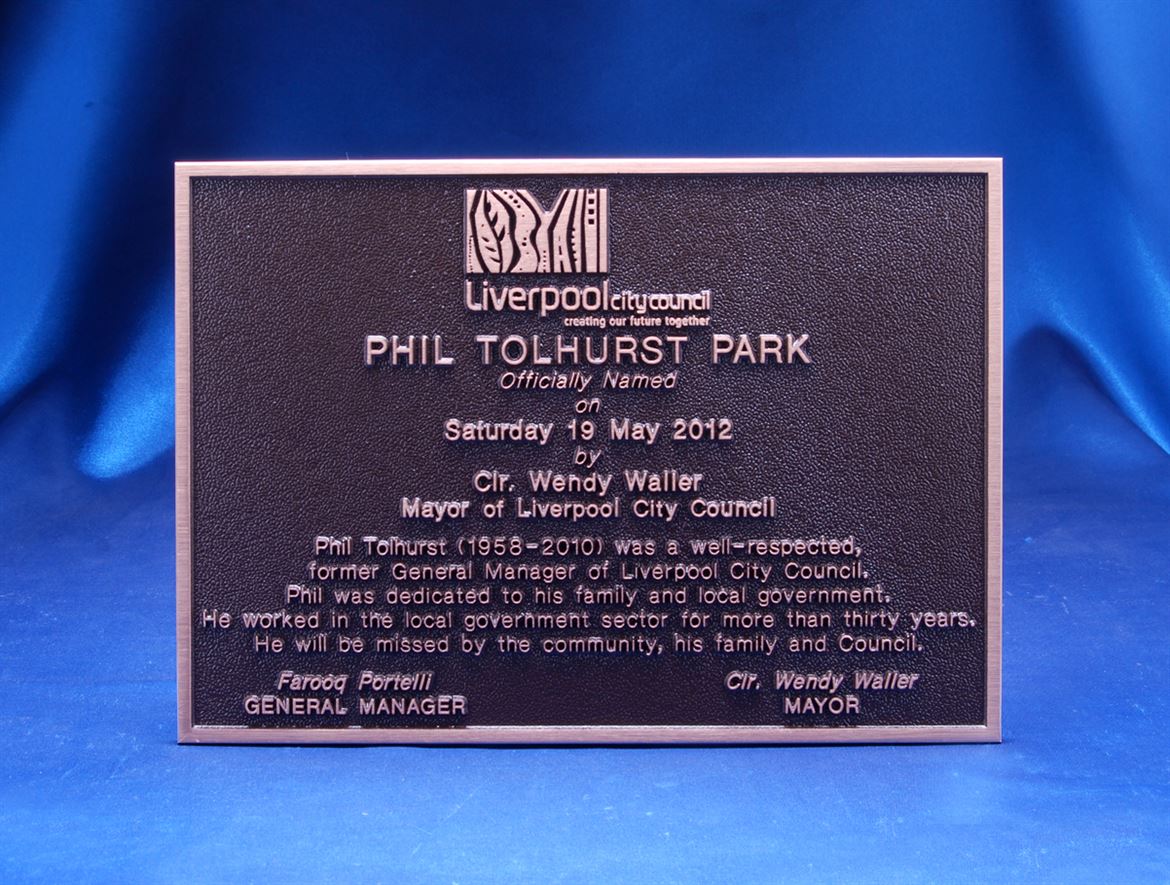 Liverpool city council
creating our future together
PHIL TOLHURST PARK
Officially Named
on
Saturday 19 May 2012
by
Clr. Wendy Waller
Mayor of Liverpool City Council
Phil Tolhurst (1958-2010) was a well-respected,
former General Manager of Liverpool City Council.
Phil was dedicated to his family and local government.
He worked in the local government sector for more than thirty years.
He will be missed by the community, his family and Council.
Farooq Portelli
GENERAL MANAGER
Clr. Wendy Waller
MAYOR